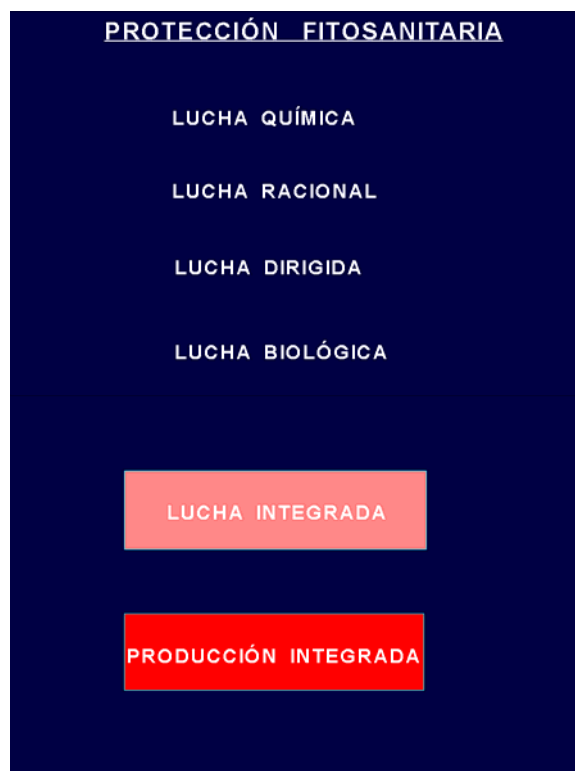 PROTECCIÓN FITOSANITARIA
LUCHA QUÍMICA
LUCHA RACIONAL
LUCHA DIRIGIDA
LUCHA BIOLÓGICA
LUCHA INTEGRADA
PRODUCCIÓN INTEGRADA